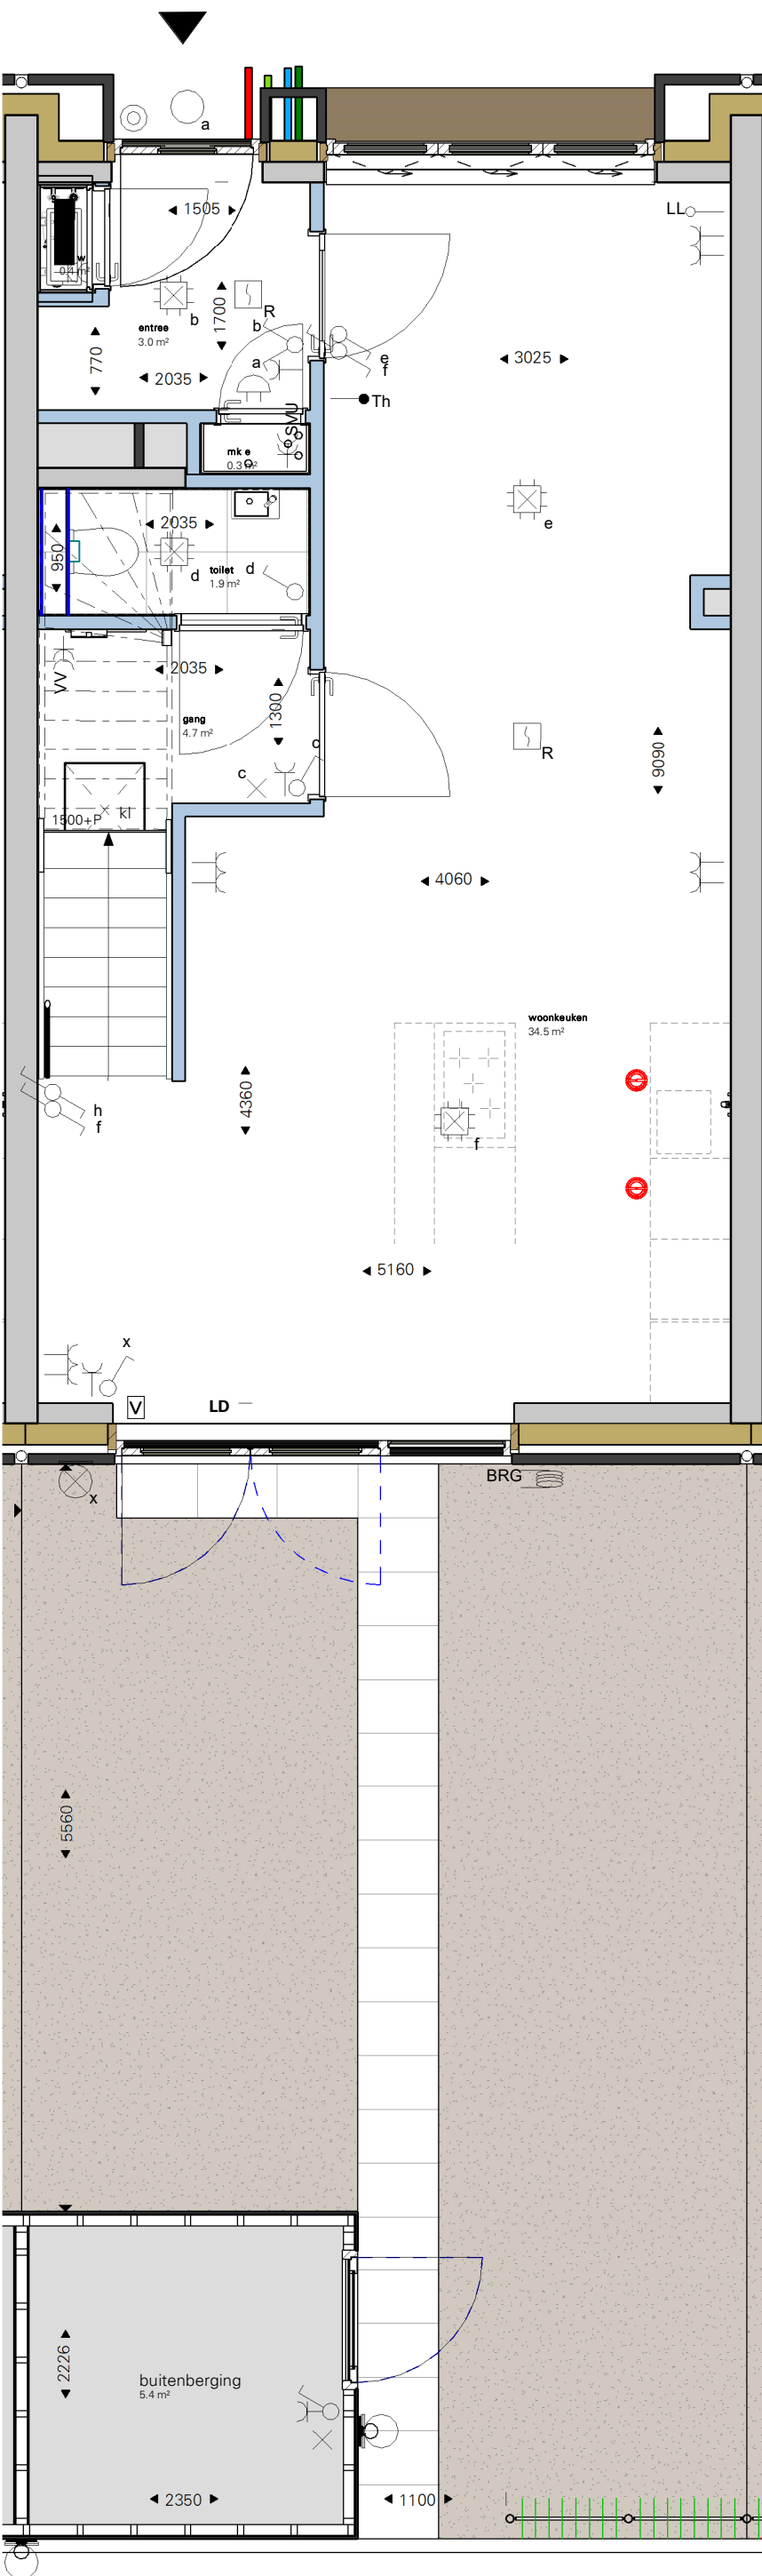 a
1505
LL
w
0.4 m²
b
1700
R
entree
3.0 m²
b
770
a
e
f
3025
2035
Th
SMU
mk e
0.3 m²
e
2035
950
d
toilet
1.9 m²
d
2035
VV
1300
gang
4.7 m²
c
R
9090
c
1500+P
kl
4060
woonkeuken
34.5 m²
4360
h
f
f
5160
x
V
LD
BRG
x
5560
2226
buitenberging
5.4 m²
2350
1100